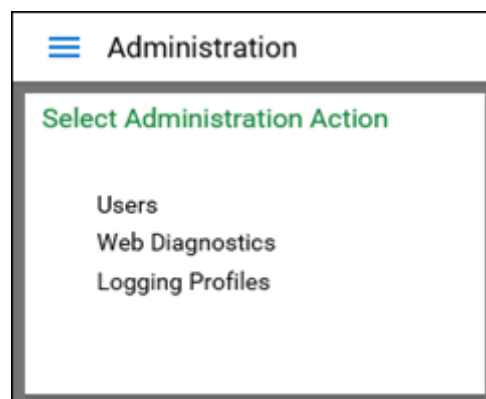 Administration
Select Administration Action
Users
Web Diagnostics
Logging Profiles